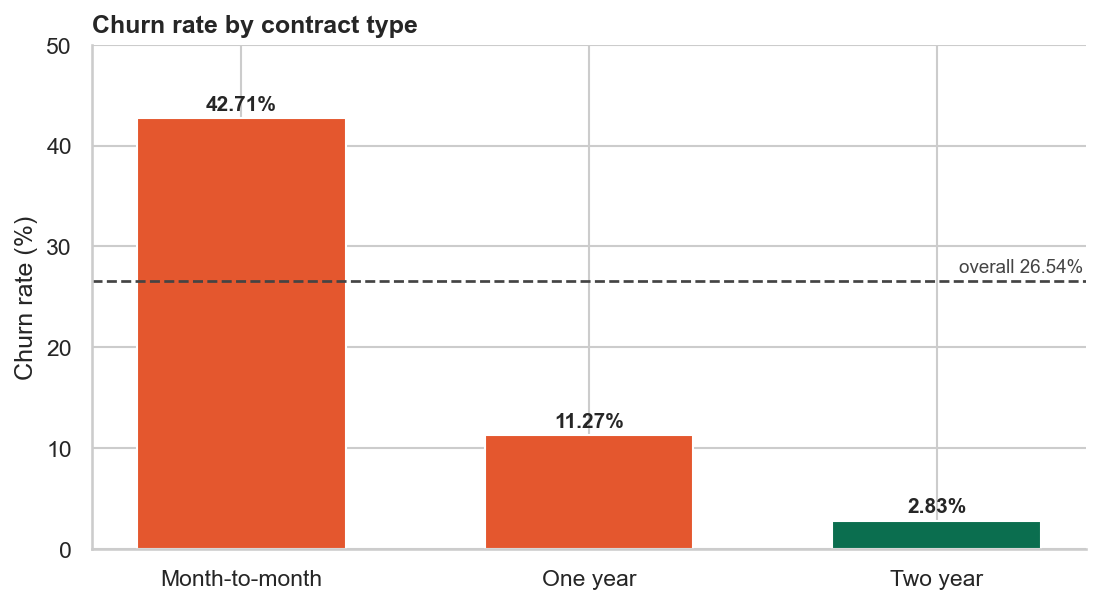 Churn rate by contract type
Churn rate (%)
50
40
30
20
10
0
42.71%
11.27%
2.83%
overall 26.54%
Month-to-month
One year
Two year